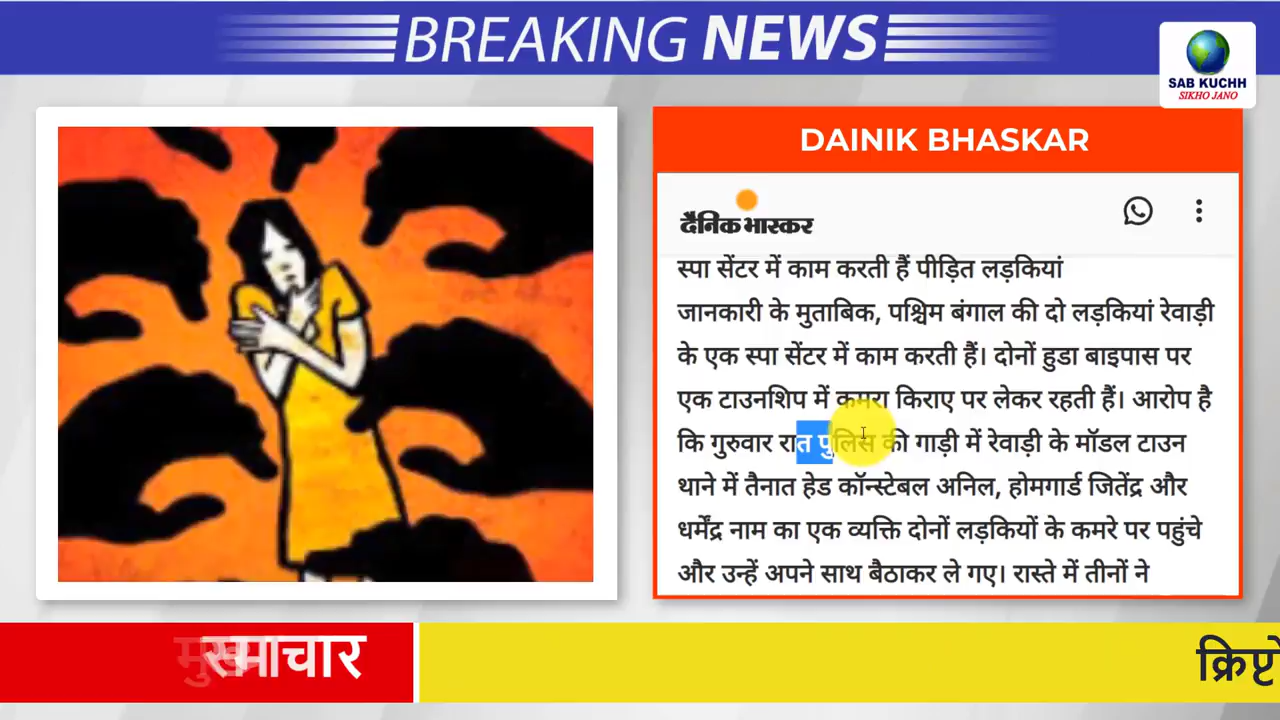 BREAKING NEWS
SAB KUCHH
SIKHO JANO
DAINIK BHASKAR
दैनिक भास्कर
स्पा सेंटर में काम करती हैं पीड़ित लड़कियां
जानकारी के मुताबिक, पश्चिम बंगाल की दो लड़कियां रेवाड़ी
के एक स्पा सेंटर में काम करती हैं। दोनों हुडा बाइपास पर
एक टाउनशिप में कमरा किराए पर लेकर रहती हैं। आरोप है
कि गुरुवार रात पुलिस की गाड़ी में रेवाड़ी के मॉडल टाउन
थाने में तैनात हेड कॉन्स्टेबल अनिल, होमगार्ड जितेंद्र और
धर्मेंद्र नाम का एक व्यक्ति दोनों लड़कियों के कमरे पर पहुंचे
और उन्हें अपने साथ बैठाकर ले गए। रास्ते में तीनों ने
समाचार